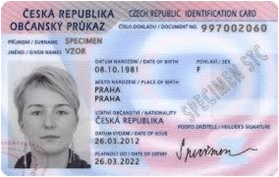 ČESKÁ REPUBLIKA CZECH REPUBLIC IDENTIFICATION CARD
OBČANSKÝ PRŮKAZ
ČÍSLO DOKLADU / DOCUMENT NO. 997002060
PŘÍJMENÍ / SURNAME SPECIMEN
JMÉNO / GIVEN NAME VZOR
DATUM NAROZENÍ / DATE OF BIRTH POHLAVÍ / SEX
08.10.1981 F
MÍSTO NAROZENÍ / PLACE OF BIRTH
PRAHA
PRAHA
STÁTNÍ OBČANSTVÍ / NATIONALITY
ČESKÁ REPUBLIKA
DATUM VYDÁNÍ / DATE OF ISSUE PODPIS DRŽITELE / HOLDER'S SIGNATURE
26.03.2012
PLATNOST DO / DATE OF EXPIRY
26.03.2022
Specimen
SPECIMEN STC